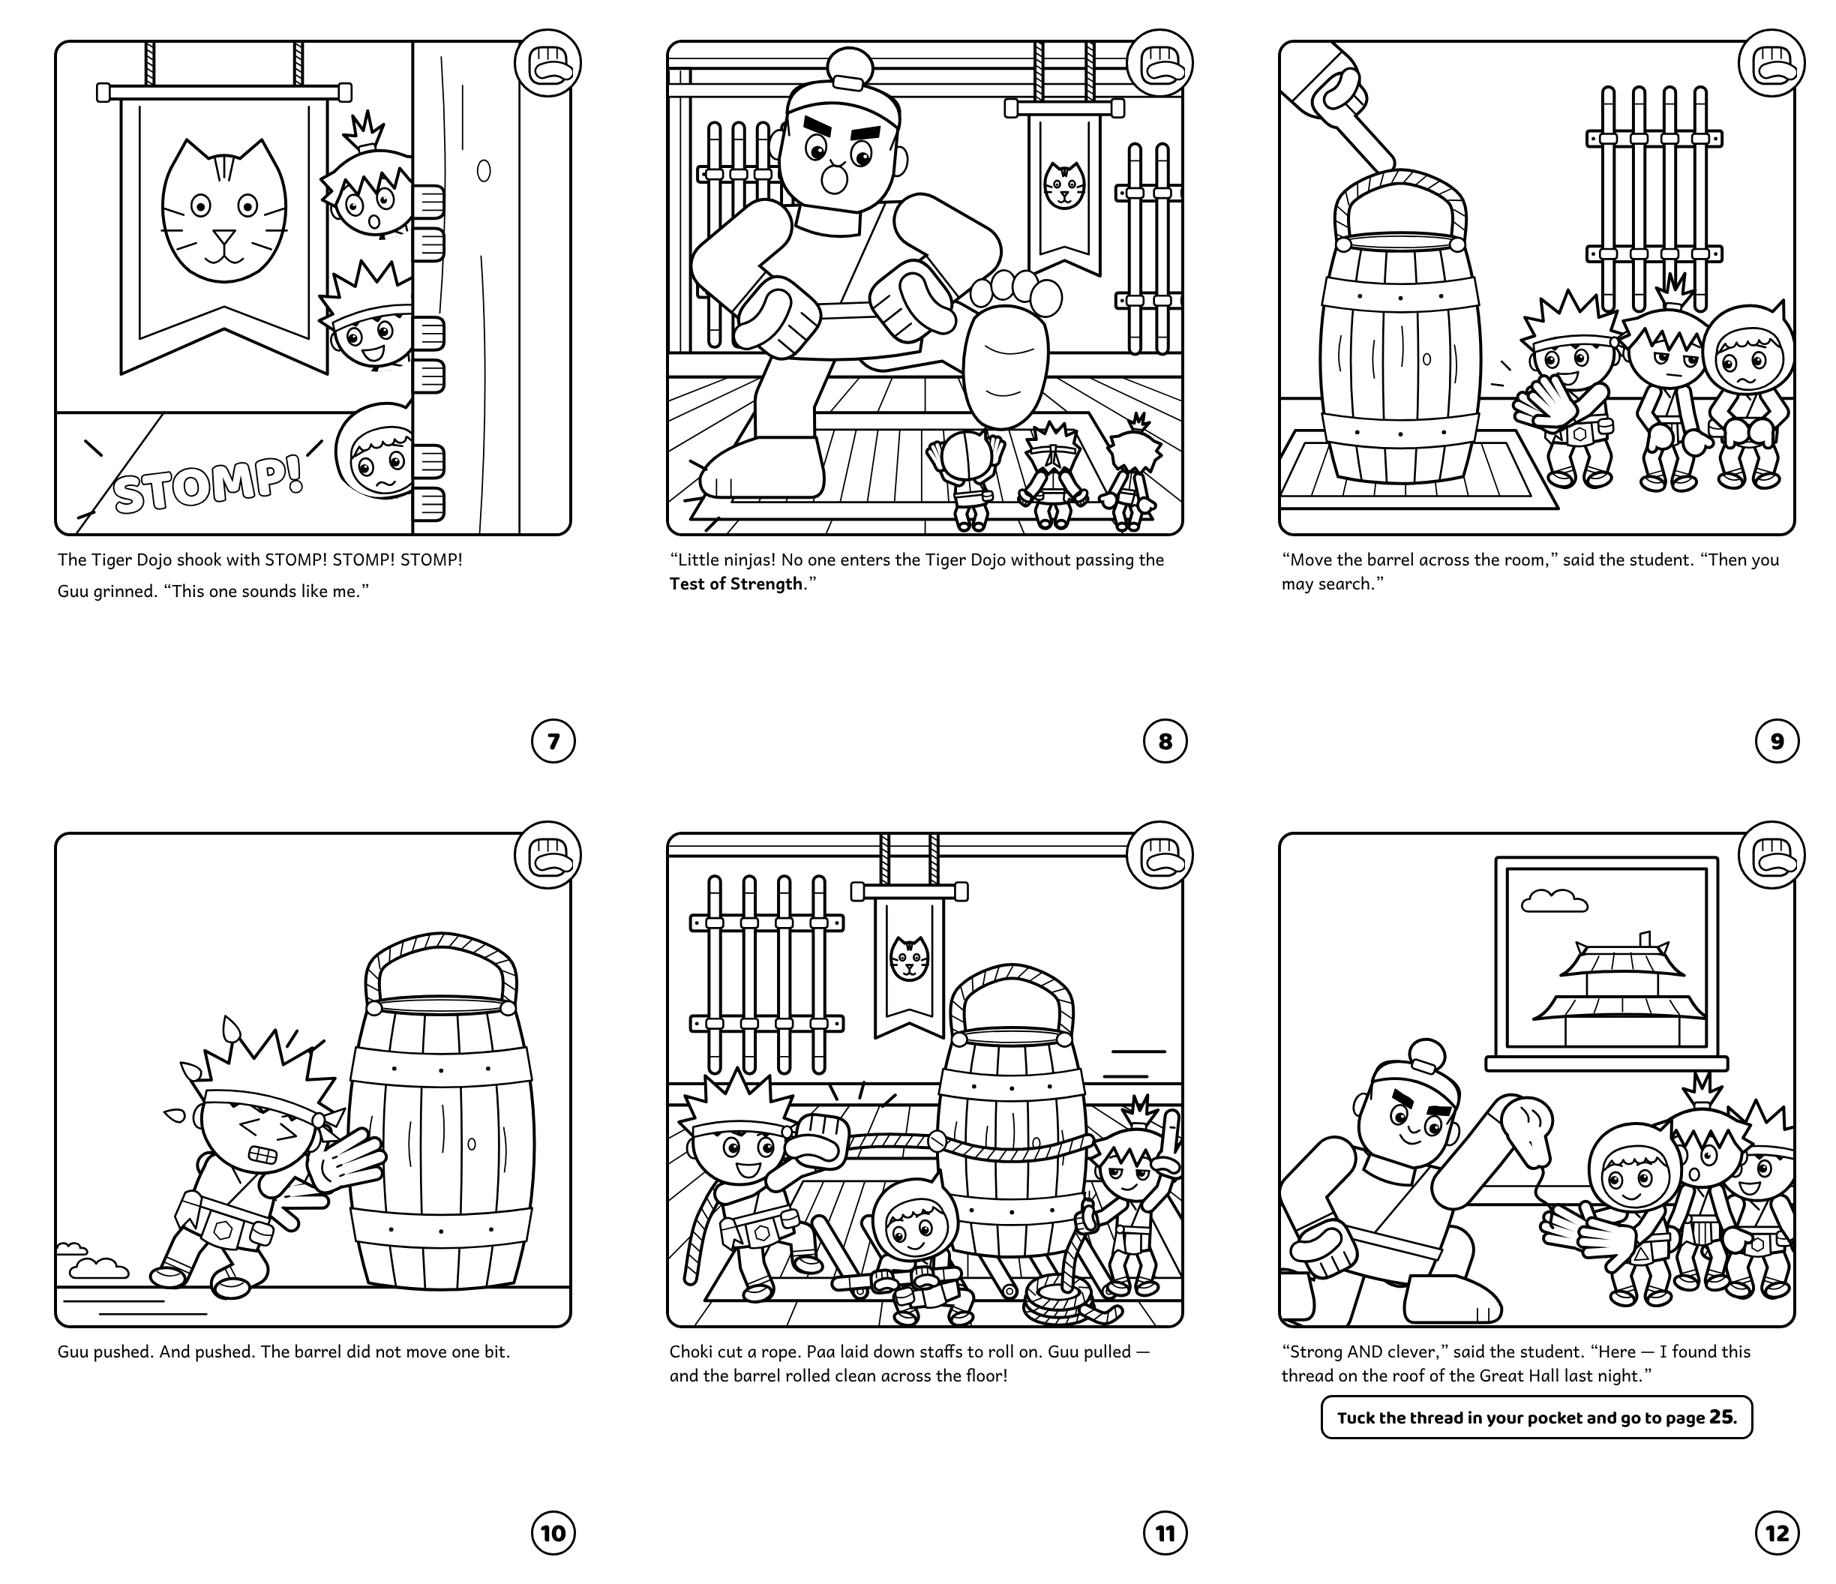 STOMP!
The Tiger Dojo shook with STOMP! STOMP! STOMP!
Guu grinned. “This one sounds like me.”
7
“Little ninjas! No one enters the Tiger Dojo without passing the
Test of Strength.”
8
“Move the barrel across the room,” said the student. “Then you
may search.”
9
Guu pushed. And pushed. The barrel did not move one bit.
10
Choki cut a rope. Paa laid down staffs to roll on. Guu pulled —
and the barrel rolled clean across the floor!
11
“Strong AND clever,” said the student. “Here — I found this
thread on the roof of the Great Hall last night.”
Tuck the thread in your pocket and go to page 25.
12